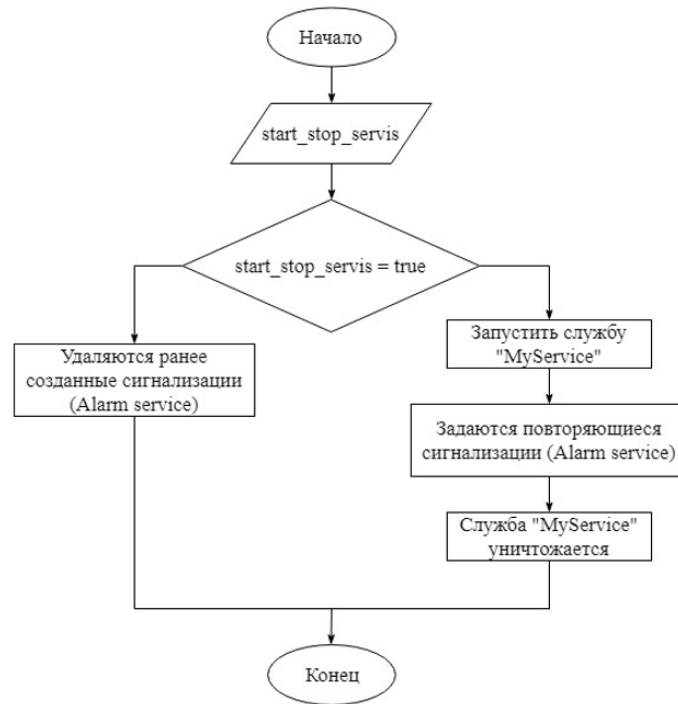 Начало
start_stop_servis
start_stop_servis = true
Удаляются ранее
созданные сигнализации
(Alarm service)
Запустить службу
"MyService"
Задаются повторяющиеся
сигнализации (Alarm service)
Служба "MyService"
уничтожается
Конец